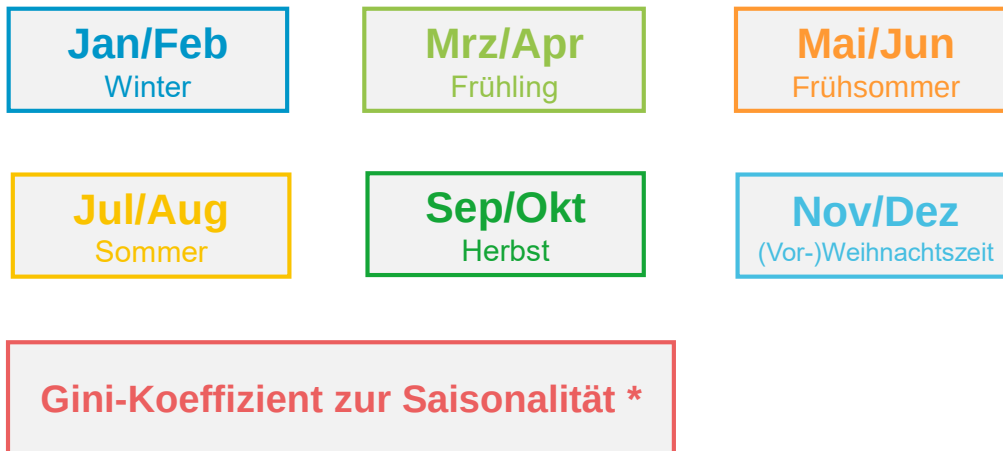 Jan/Feb
Winter
Mrz/Apr
Frühling
Mai/Jun
Frühsommer
Jul/Aug
Sommer
Sep/Okt
Herbst
Nov/Dez
(Vor-)Weihnachtszeit
Gini-Koeffizient zur Saisonalität *